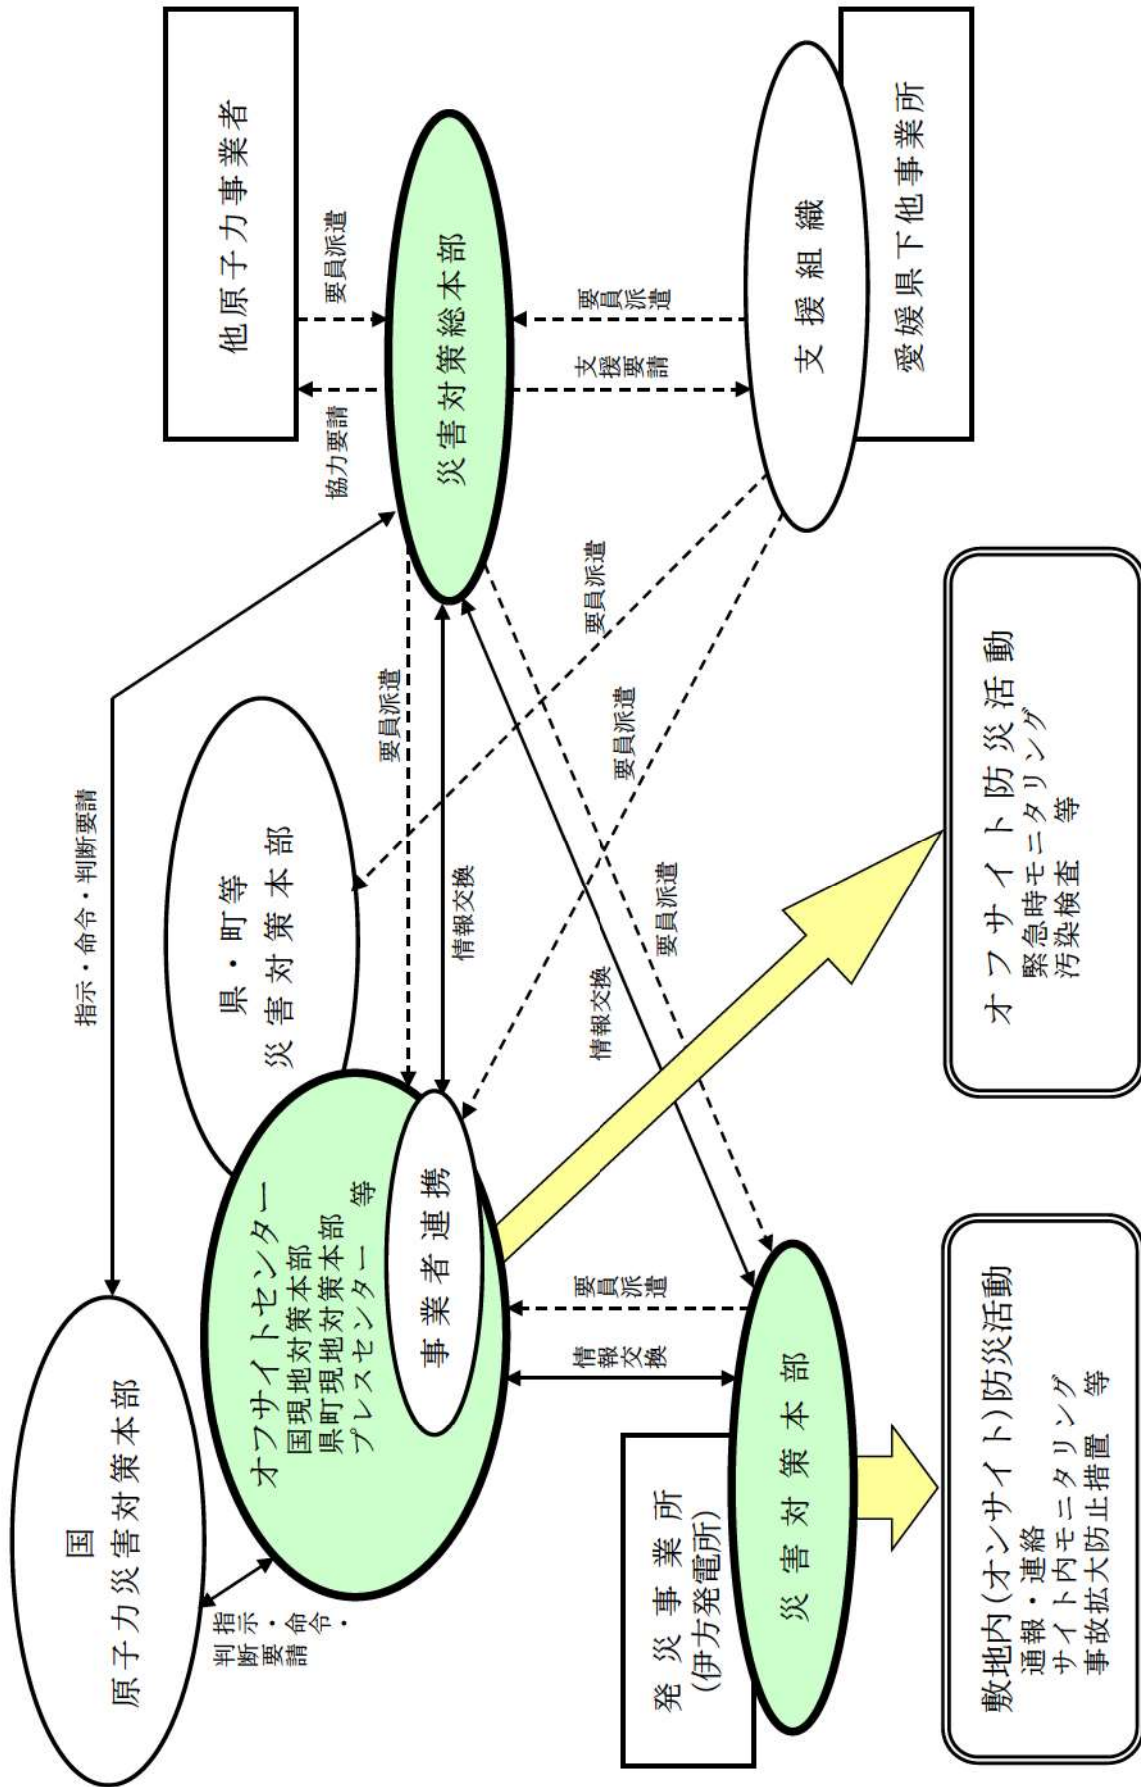 国
原子力災害対策本部
指示・命令・判断要請
他原子力事業者
県・町等
災害対策本部
協力要請
要員派遣
指示・命令・
判断要請
オフサイトセンター
国現地対策本部
県町現地対策本部
プレスセンター 等
事業者連携
要員派遣
情報交換
災害対策総本部
情報交換
要員派遣
情報交換
要員派遣
要員派遣
要員派遣
支援要請
要員派遣
発災事業所
(伊方発電所)
災害対策本部
支援組織
愛媛県下他事業所
敷地内(オンサイト)防災活動
通報・連絡
サイト内モニタリング
事故拡大防止措置 等
オフサイト防災活動
緊急時モニタリング
汚染検査 等